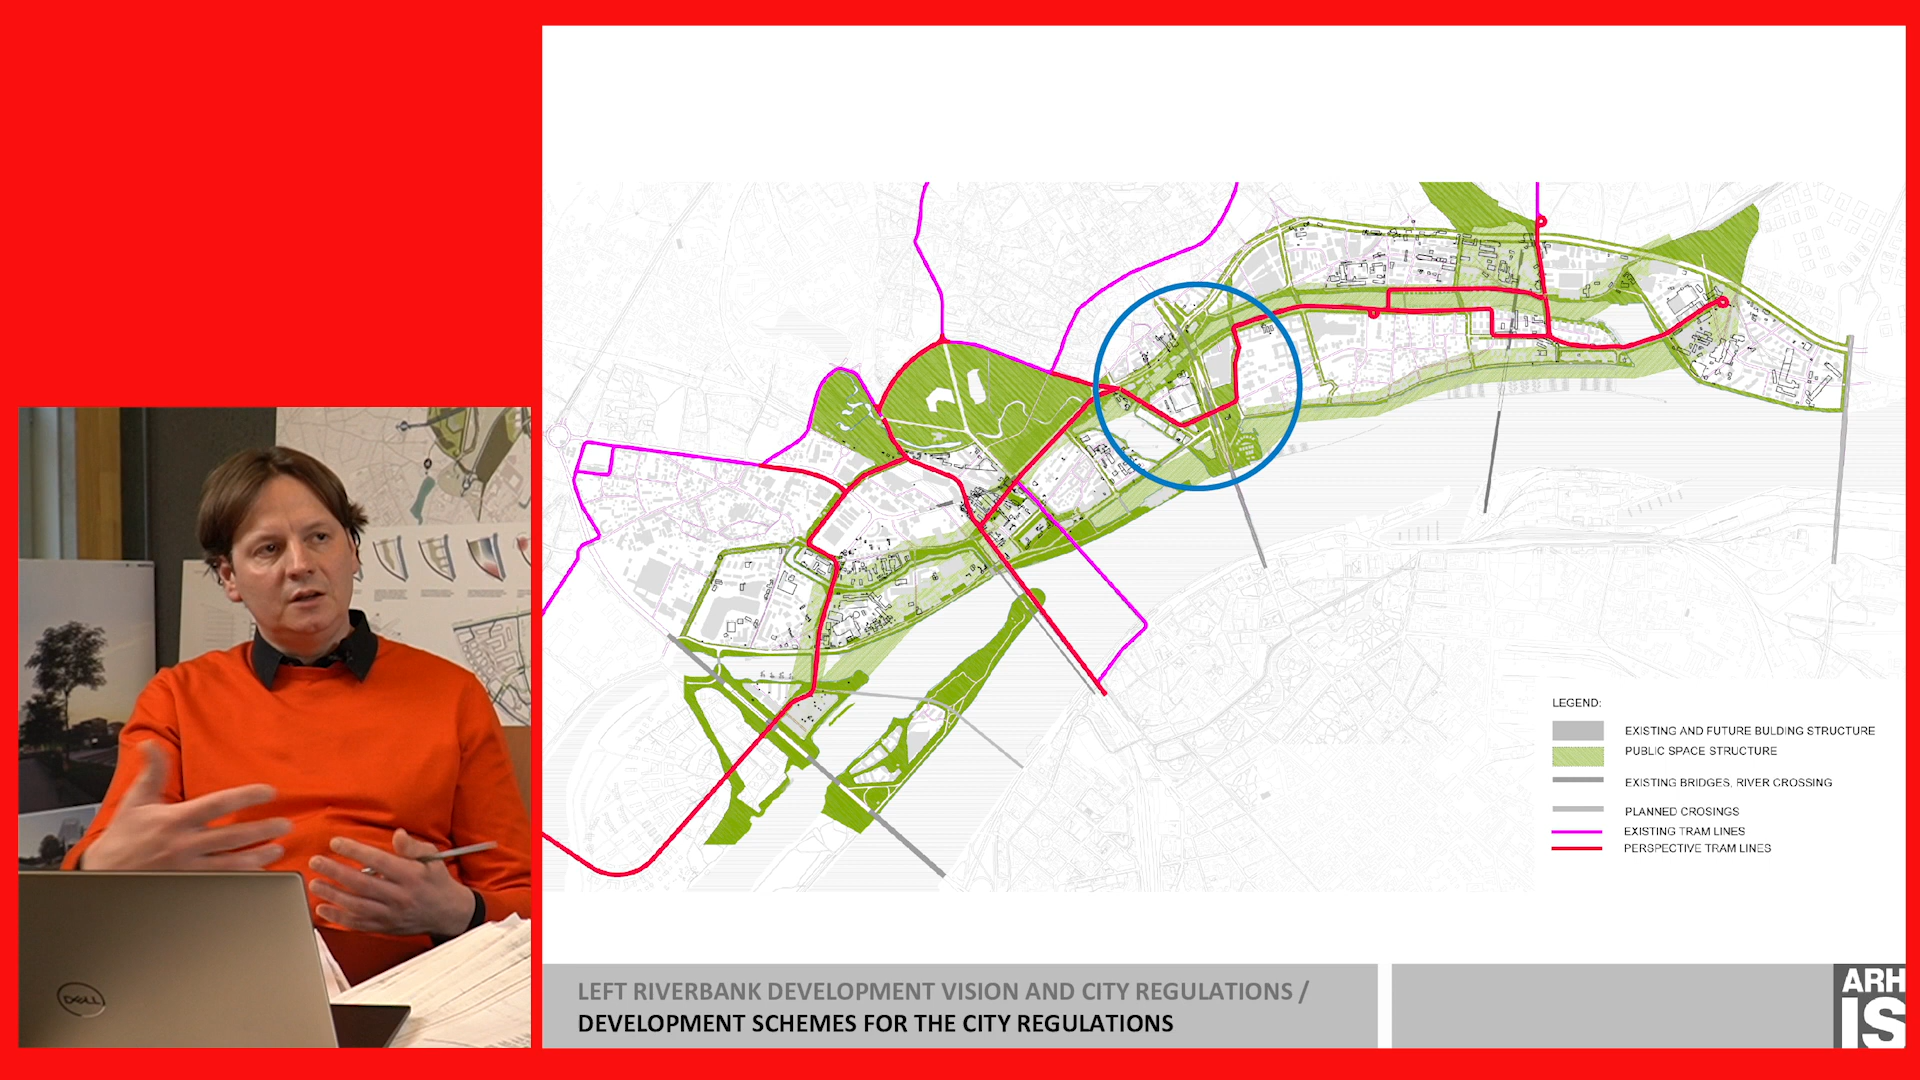 LEGEND:
EXISTING AND FUTURE BULDING STRUCTURE
PUBLIC SPACE STRUCTURE
EXISTING BRIDGES, RIVER CROSSING
PLANNED CROSINGS
EXISTING TRAM LINES
PERSPECTIVE TRAM LINES
LEFT RIVERBANK DEVELOPMENT VISION AND CITY REGULATIONS /
DEVELOPMENT SCHEMES FOR THE CITY REGULATIONS
ARH
IS
DELL